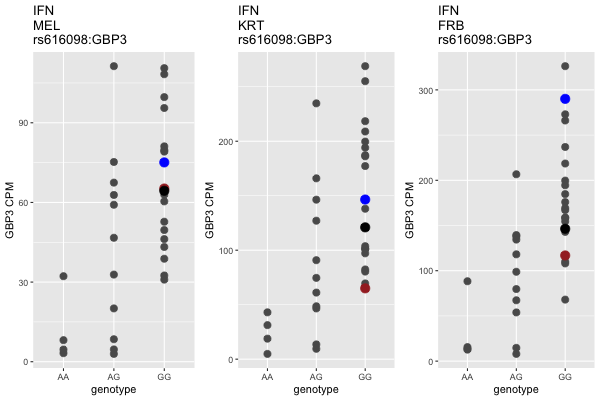 IFN
MEL
rs616098:GBP3
GBP3 CPM
90
60
30
0
AA
AG
GG
genotype
IFN
KRT
rs616098:GBP3
GBP3 CPM
200
100
0
AA
AG
GG
genotype
IFN
FRB
rs616098:GBP3
GBP3 CPM
300
200
100
0
AA
AG
GG
genotype